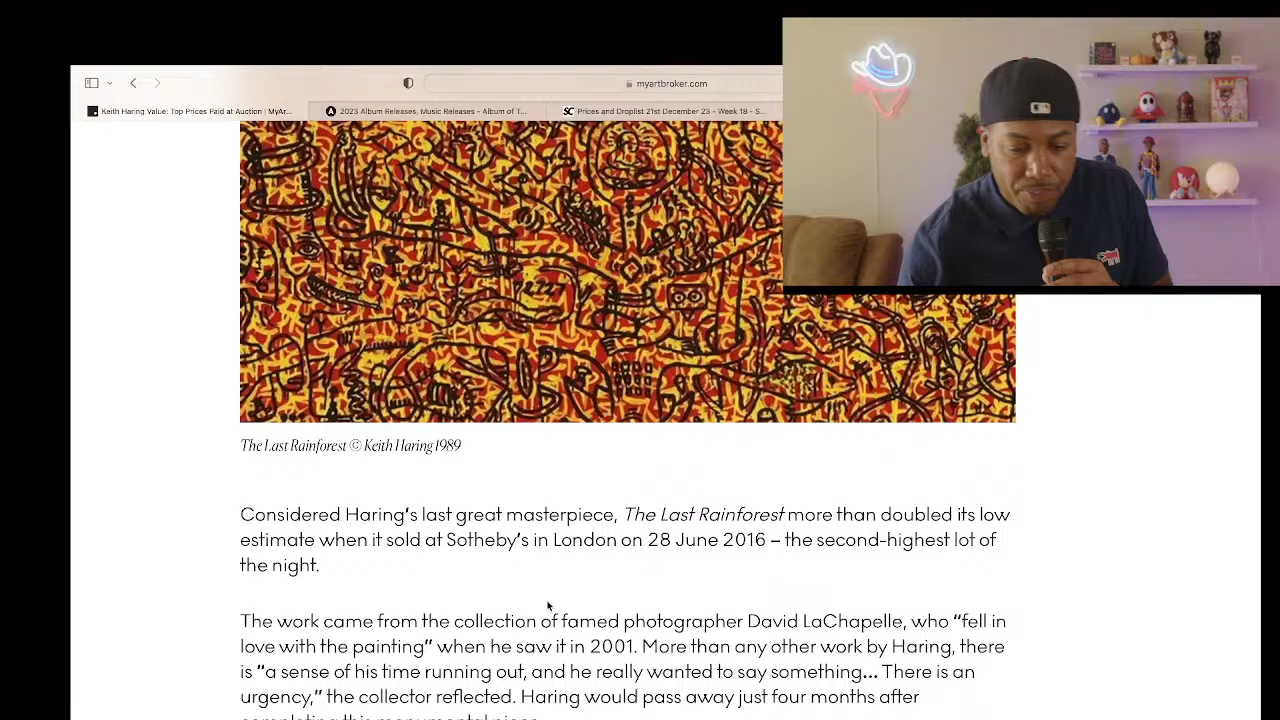 myartbroker.com
Keith Haring Value: Top Prices Paid at Auction | MyAr...
2023 Album Releases, Music Releases - Album of T...
SC Prices and Droplist 21st December 23 - Week 18 - S...
The Last Rainforest © Keith Haring 1989
Considered Haring's last great masterpiece, The Last Rainforest more than doubled its low
estimate when it sold at Sotheby's in London on 28 June 2016 – the second-highest lot of
the night.
The work came from the collection of famed photographer David LaChapelle, who "fell in
love with the painting" when he saw it in 2001. More than any other work by Haring, there
is "a sense of his time running out, and he really wanted to say something... There is an
urgency," the collector reflected. Haring would pass away just four months after
completing this monumental piece.